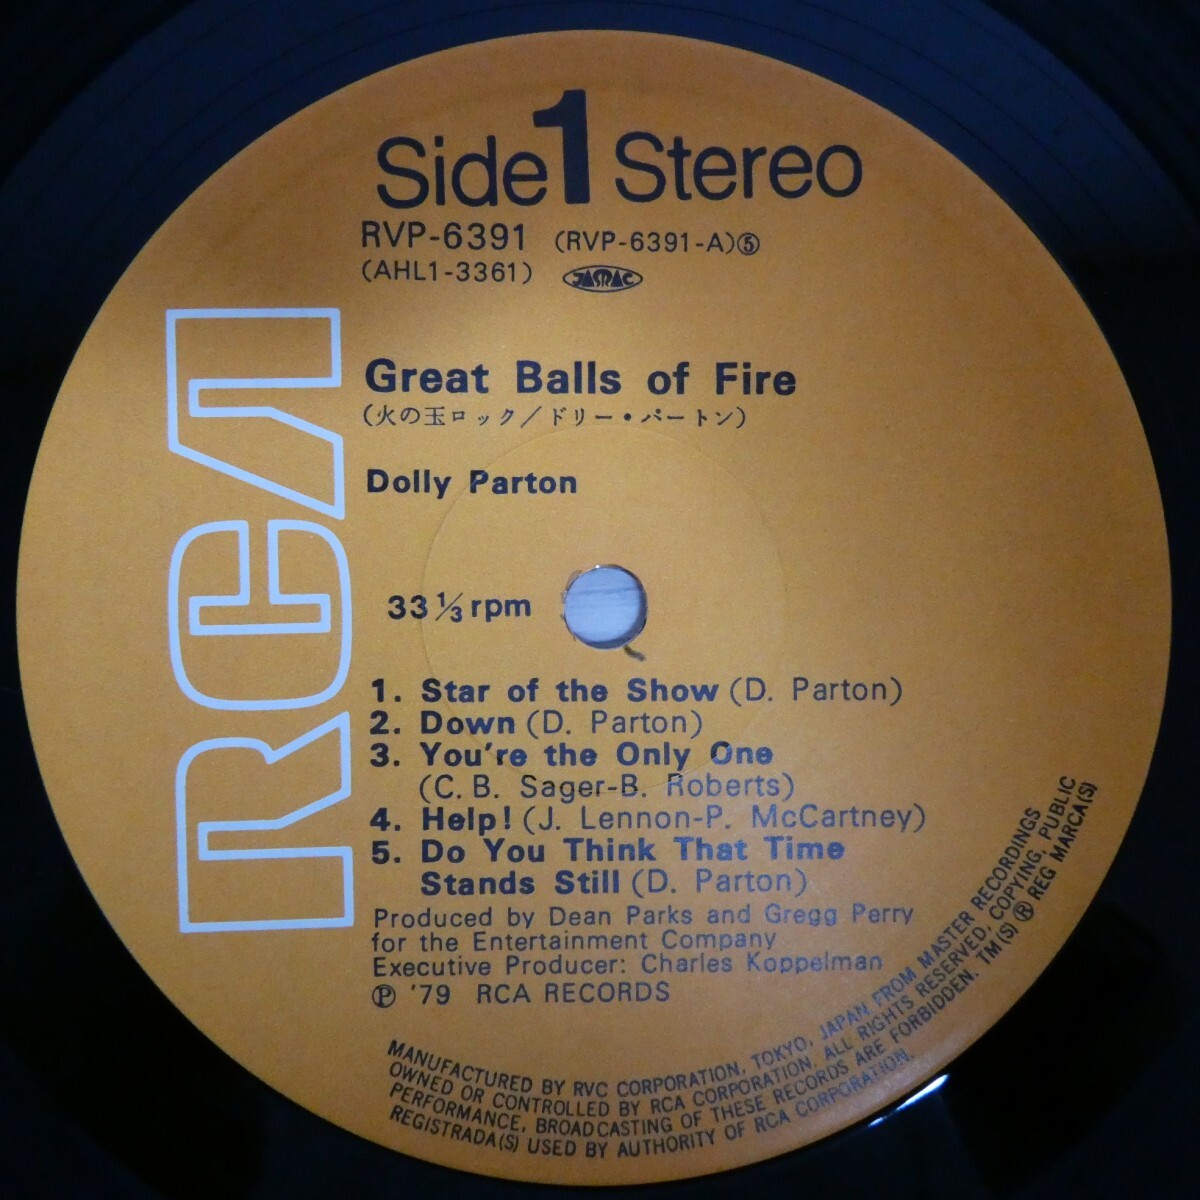 Side 1 Stereo
RVP-6391 (RVP-6391-A)⑤
(AHL1-3361) JASRAC
RCA
Great Balls of Fire
(火の玉ロック/ドリー・パートン)
Dolly Parton
33⅓rpm
1. Star of the Show (D. Parton)
2. Down (D. Parton)
3. You're the Only One
(C. B. Sager-B. Roberts)
4. Help! (J. Lennon-P. McCartney)
5. Do You Think That Time
Stands Still (D. Parton)
Produced by Dean Parks and Gregg Perry
for the Entertainment Company
Executive Producer: Charles Koppelman
℗ '79 RCA RECORDS
MANUFACTURED BY RVC CORPORATION, TOKYO, JAPAN FROM MASTER RECORDINGS
OWNED OR CONTROLLED BY RCA CORPORATION, ALL RIGHTS RESERVED, COPYING, PUBLIC
PERFORMANCE, BROADCASTING OF THESE RECORDS ARE FORBIDDEN. TM(S) ® REG MARCA(S)
REGISTRADA(S) USED BY AUTHORITY OF RCA CORPORATION.